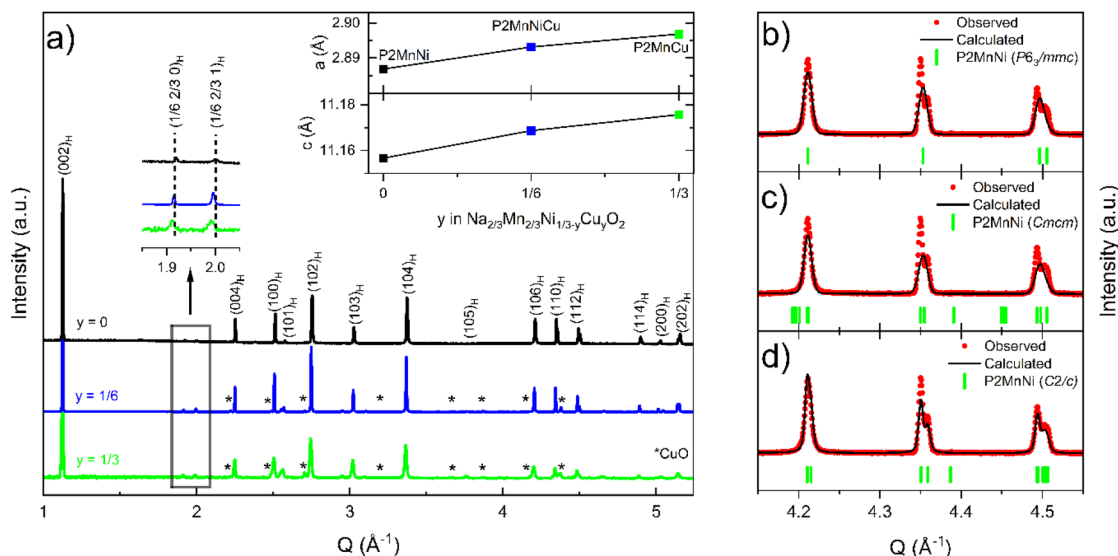 a)
Intensity (a.u.)
(002)H
(1/6 2/3 0)H
(1/6 2/3 1)H
1.9 2.0
P2MnNi
P2MnNiCu
P2MnCu
a (Å)
2.90
2.89
c (Å)
11.18
11.16
0 1/6 1/3
y in Na2/3Mn2/3Ni1/3-yCuyO2
(004)H
(100)H
(101)H
(102)H
(103)H
(104)H
(105)H
(106)H
(110)H
(112)H
(114)H
(200)H
(202)H
y = 0
y = 1/6
* * * * * * * *
y = 1/3
* * * * * * * *
*CuO
1 2 3 4 5
Q (Å-1)
b)
Observed
Calculated
P2MnNi (P63/mmc)
c)
Observed
Calculated
P2MnNi (Cmcm)
d)
Observed
Calculated
P2MnNi (C2/c)
4.2 4.3 4.4 4.5
Q (Å-1)
Intensity (a.u.)